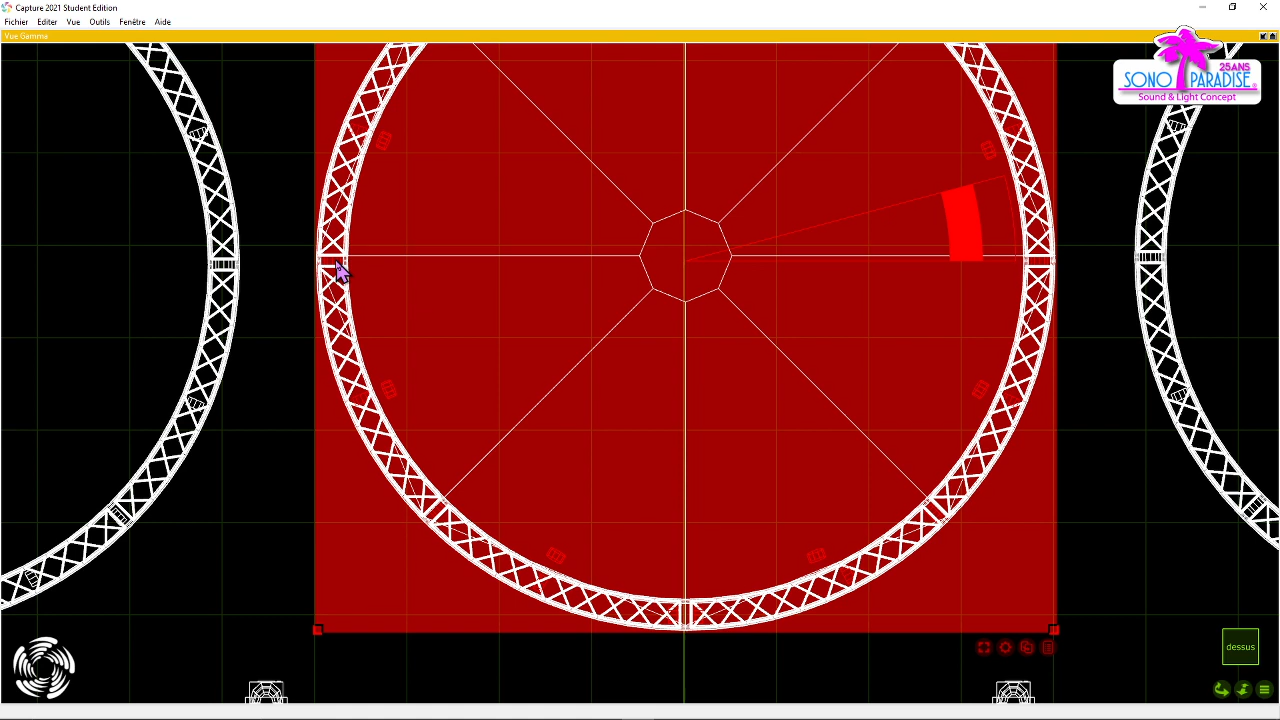 Capture 2021 Student Edition
Fichier Editer Vue Outils Fenêtre Aide
Vue Gamma
25ANS
SONO PARADISE®
Sound & Light Concept
dessus